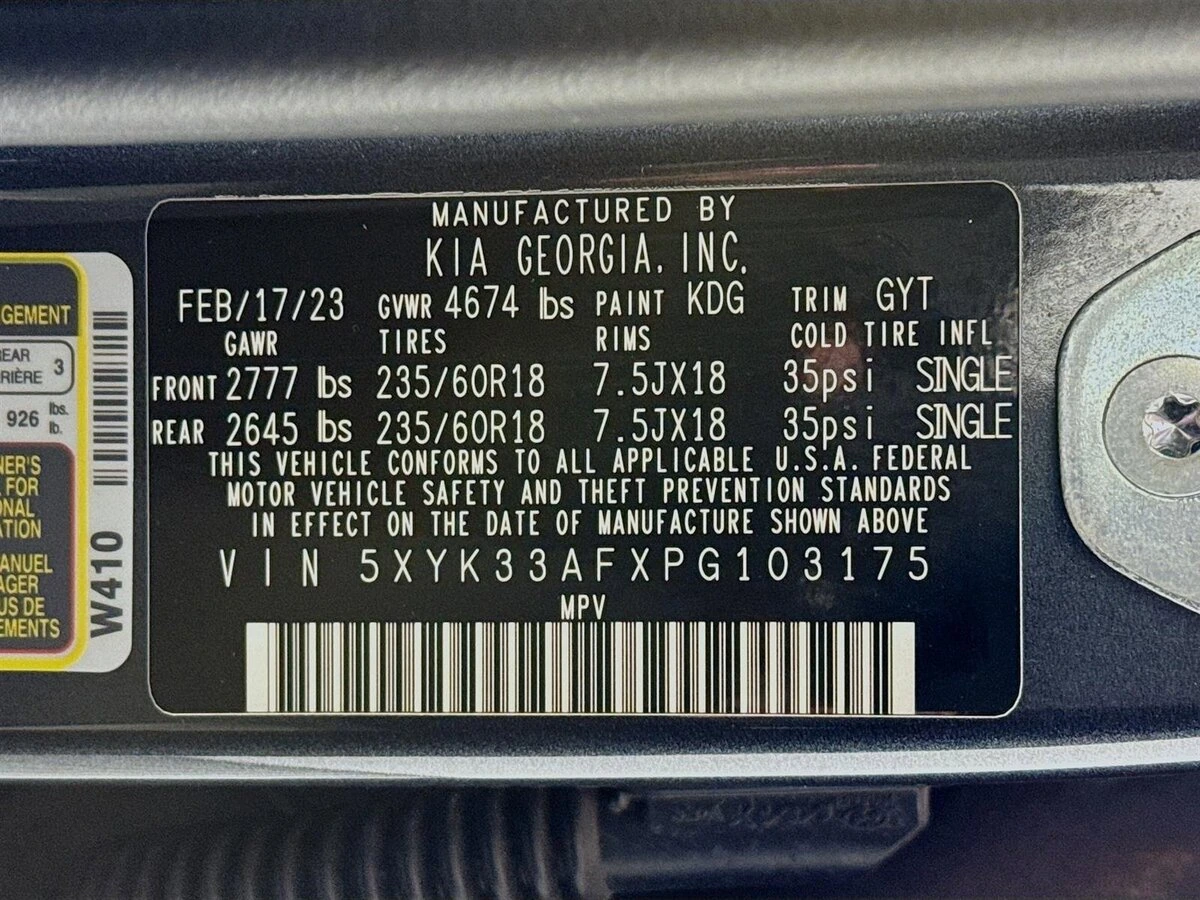 MANUFACTURED BY
KIA GEORGIA, INC.
FEB/17/23 GVWR 4674 lbs PAINT KDG TRIM GYT
GAWR TIRES RIMS COLD TIRE INFL
FRONT 2777 lbs 235/60R18 7.5JX18 35psi SINGLE
REAR 2645 lbs 235/60R18 7.5JX18 35psi SINGLE
THIS VEHICLE CONFORMS TO ALL APPLICABLE U.S.A. FEDERAL
MOTOR VEHICLE SAFETY AND THEFT PREVENTION STANDARDS
IN EFFECT ON THE DATE OF MANUFACTURE SHOWN ABOVE
VIN 5XYK33AFXPG103175
MPV
GEMENT
REAR 3
RIÈRE
926 lbs.
lb.
NER'S
FOR
ONAL
ATION
MANUEL
AGER
US DE
EMENTS
W410